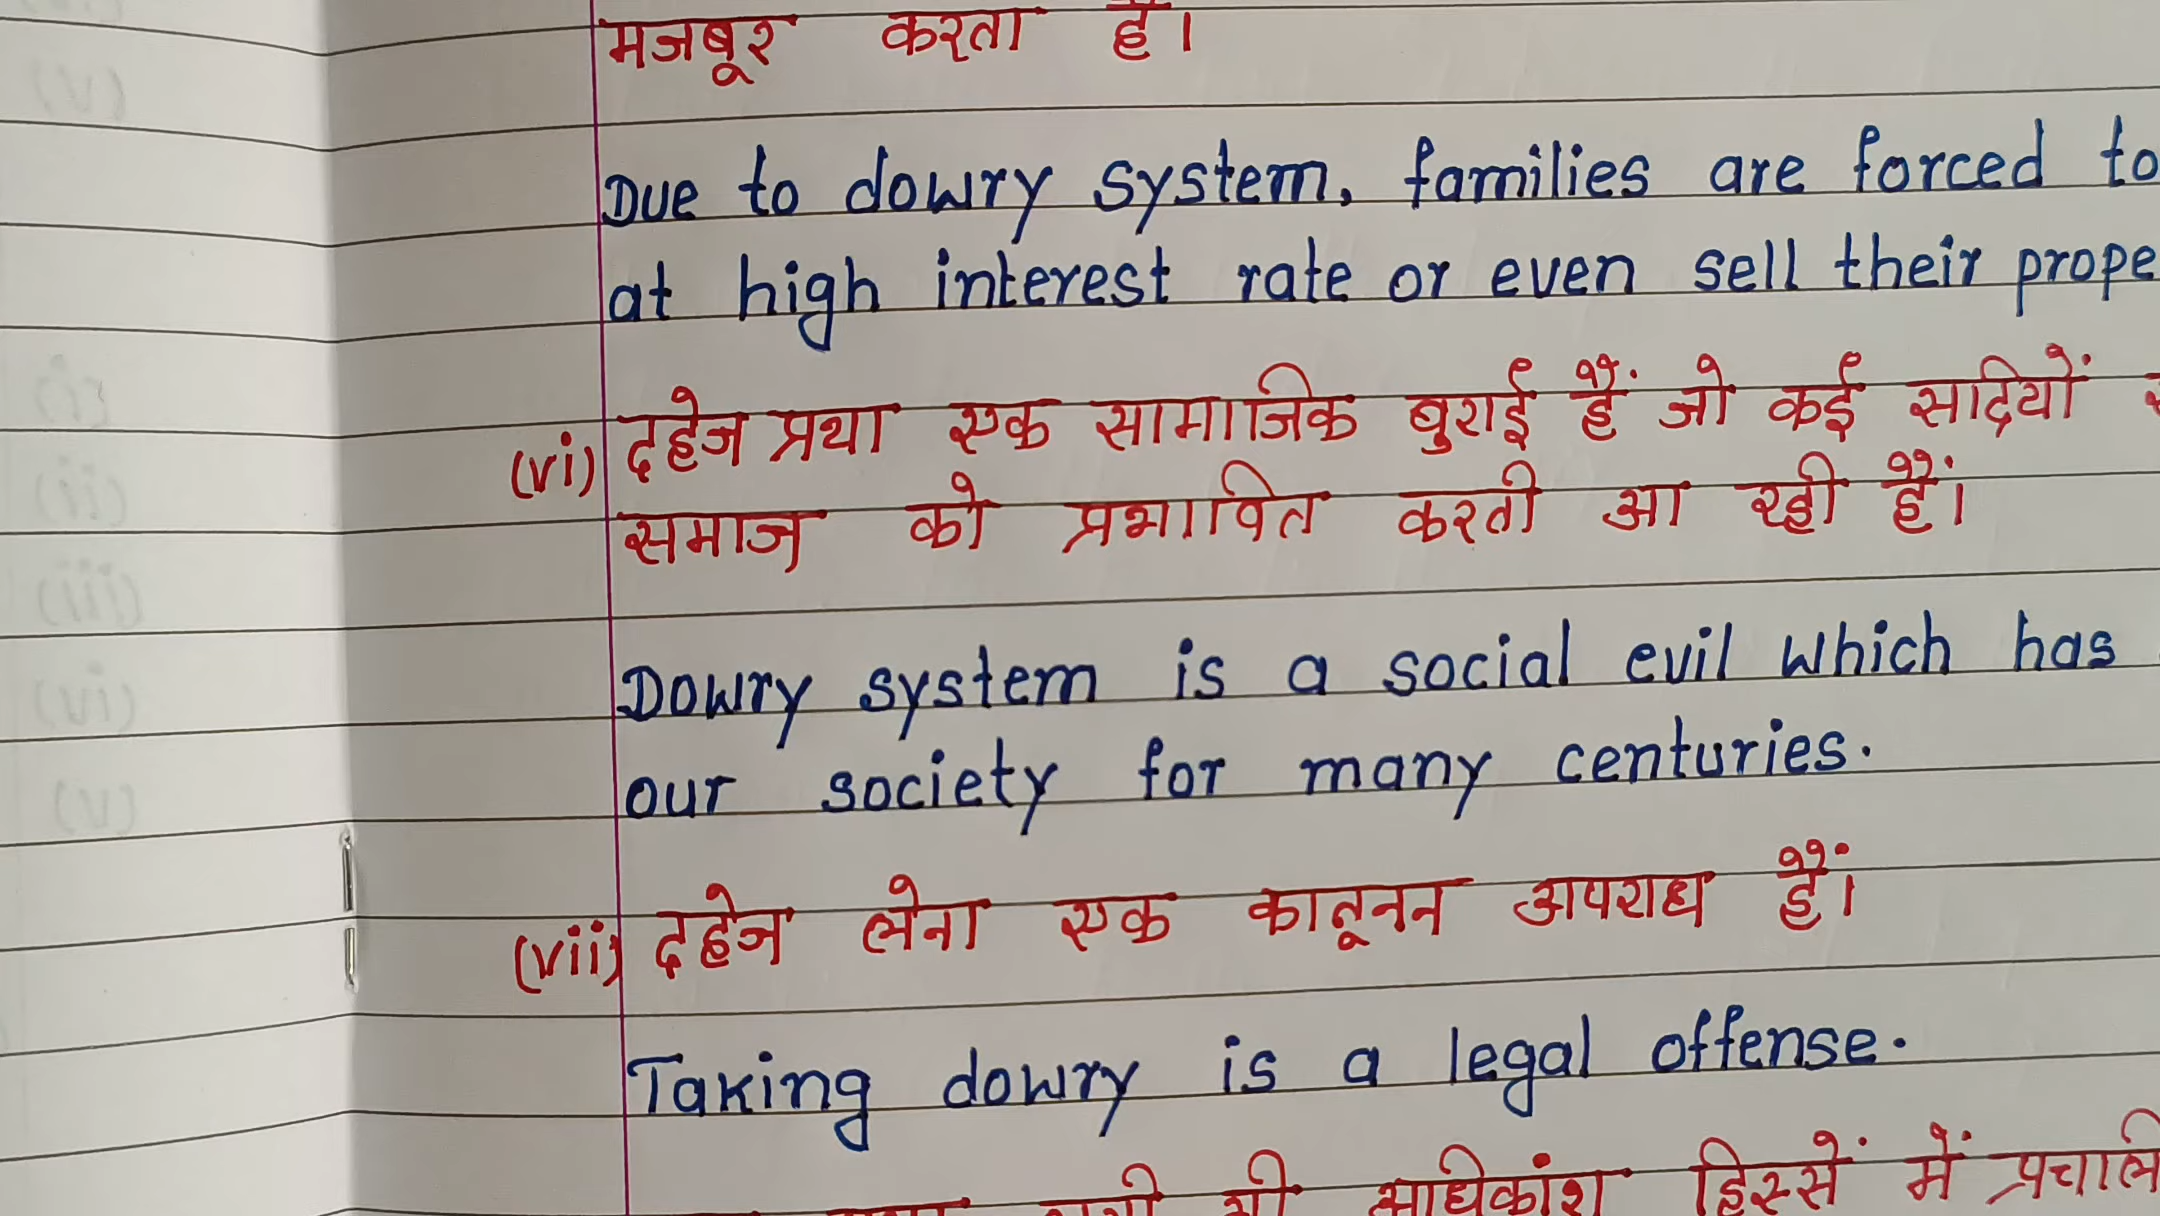 मजबूर करता है।
Due to dowry system, families are forced to
at high interest rate or even sell their prope
(vi) दहेज प्रथा एक सामाजिक बुराई हैं जो कई सदियों
समाज को प्रभावित करती आ रही हैं।
Dowry system is a social evil which has
our society for many centuries.
(vii) दहेज लेना एक कानूनन अपराध हैं।
Taking dowry is a legal offense.
भी अधिकांश हिस्सें में प्रचलि